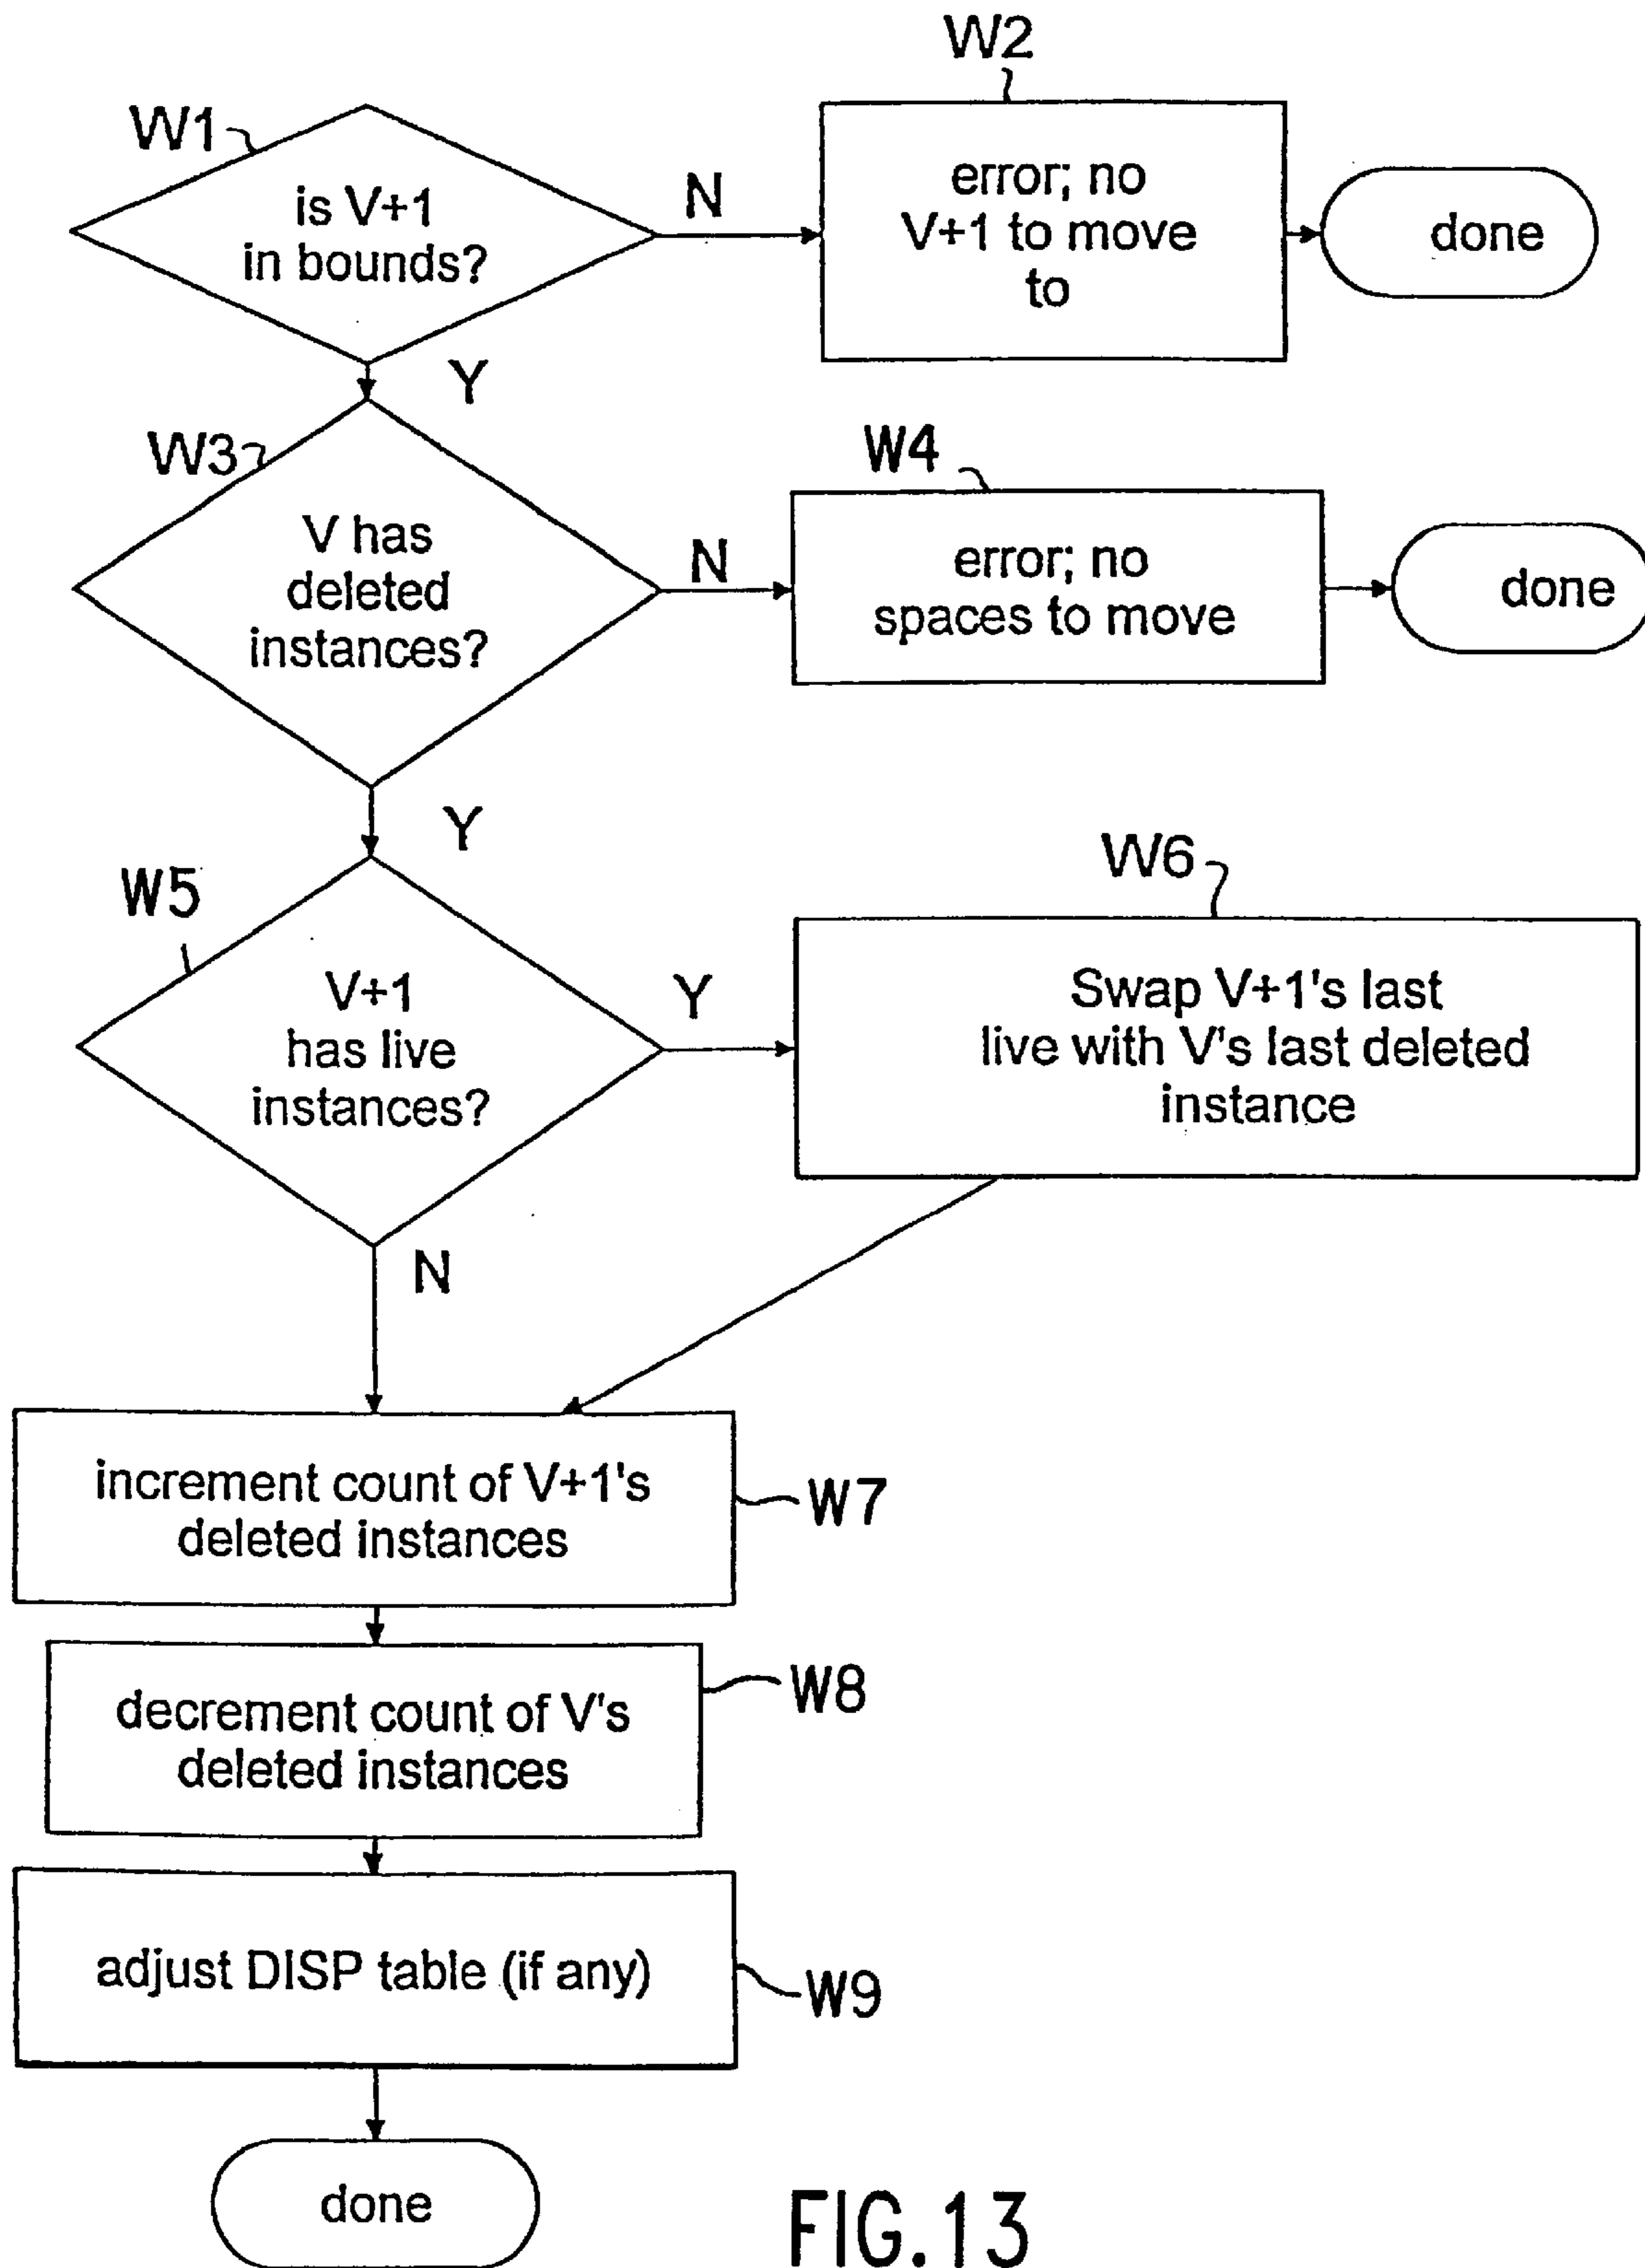 W2
W1
is V+1
in bounds?
N
error; no
V+1 to move
to
done
Y
W3
W4
V has
deleted
instances?
N
error; no
spaces to move
done
Y
W5
W6
V+1
has live
instances?
Y
Swap V+1's last
live with V's last deleted
instance
N
increment count of V+1's
deleted instances
W7
decrement count of V's
deleted instances
W8
adjust DISP table (if any)
W9
done
FIG.13